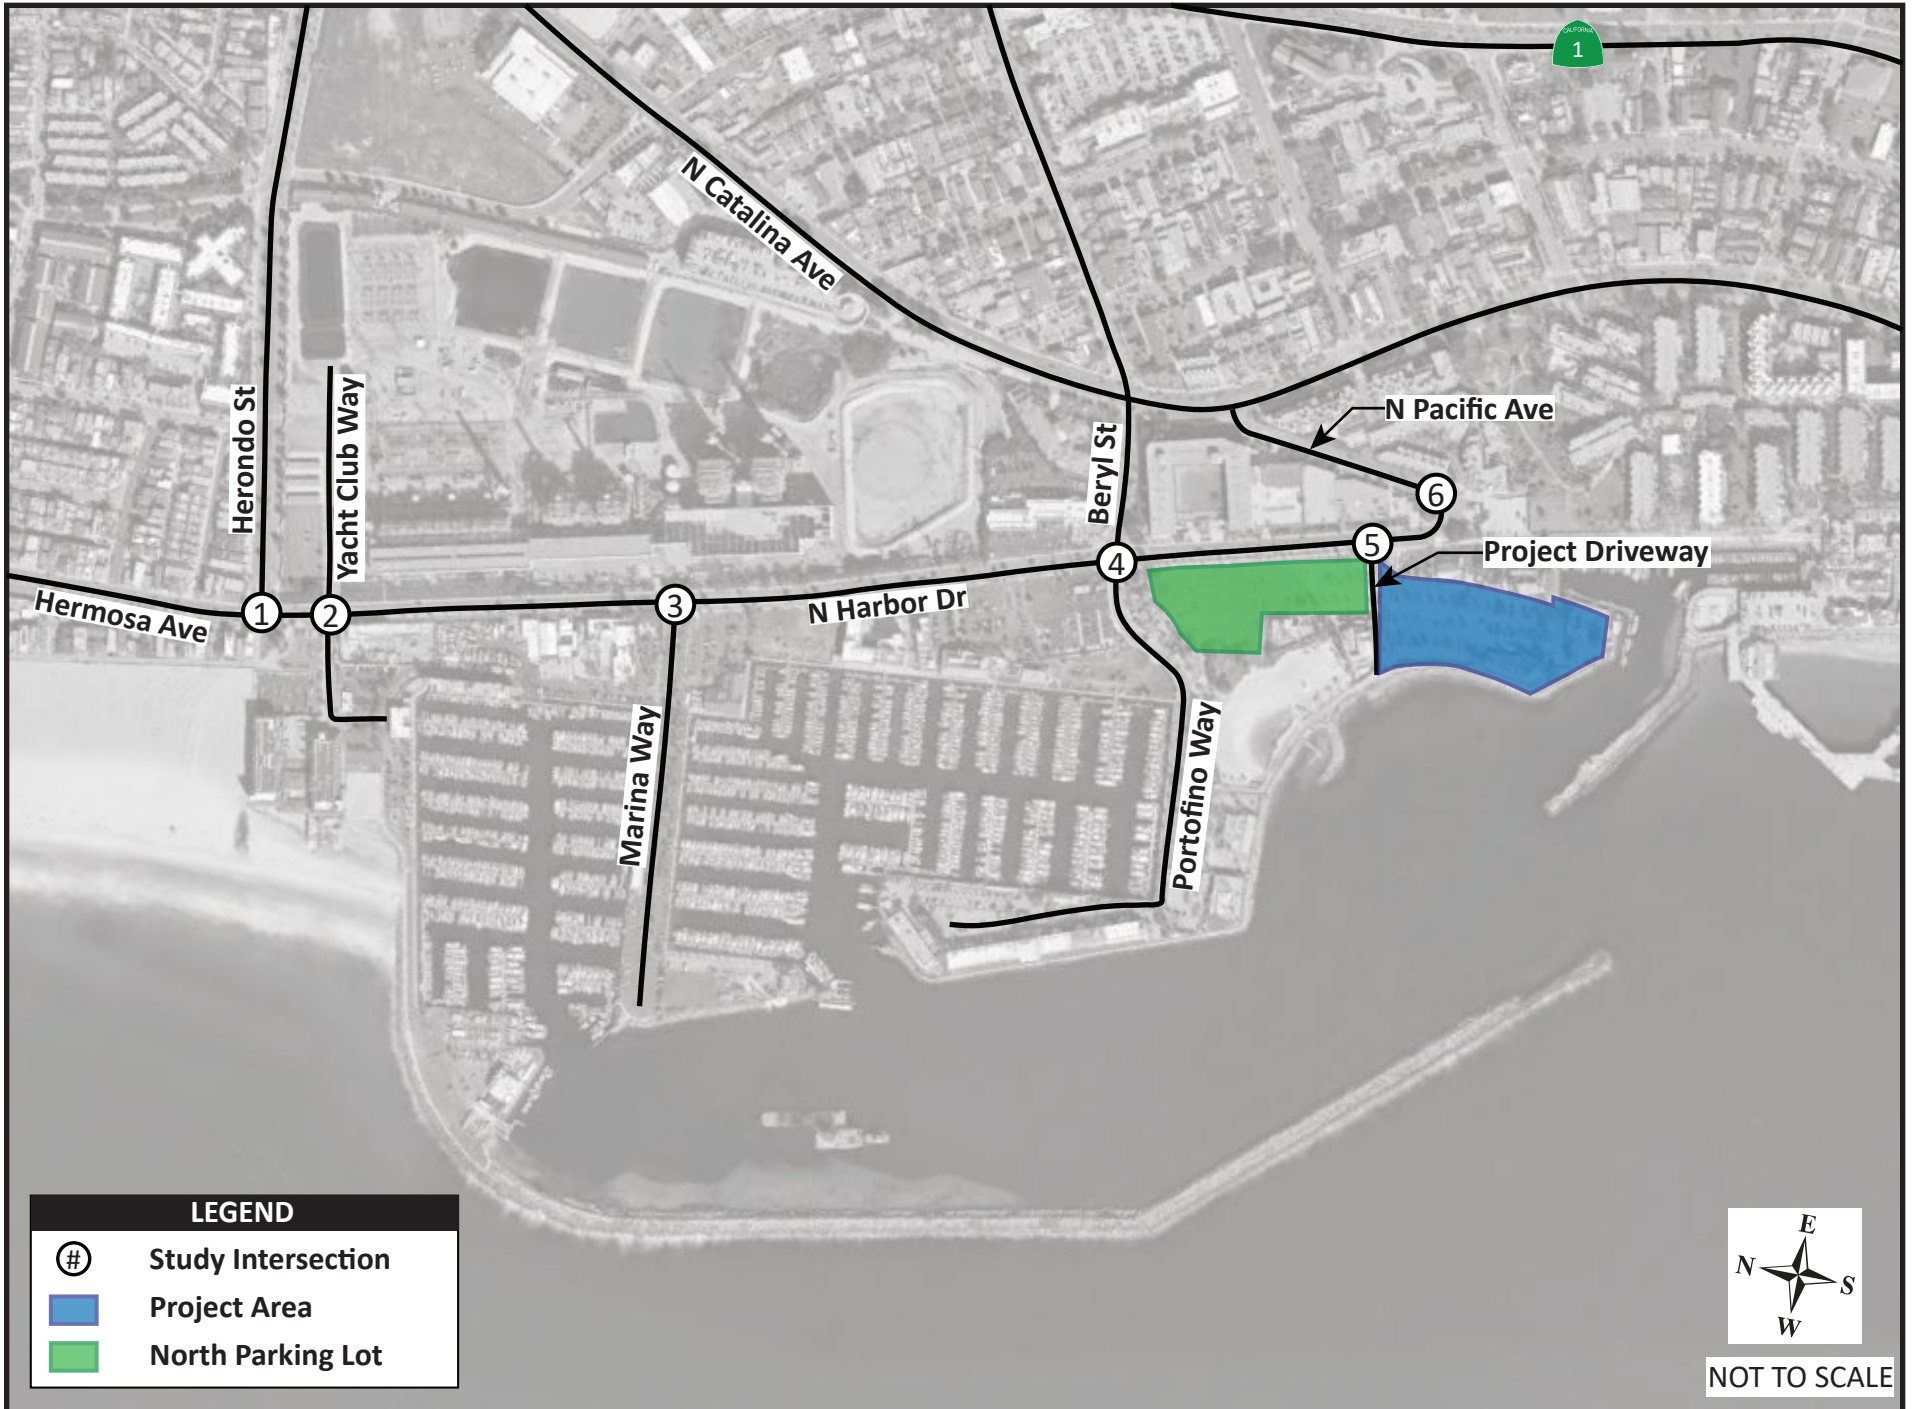 CALIFORNIA
1
N Catalina Ave
Herondo St
Yacht Club Way
Beryl St
N Pacific Ave
6
5
Project Driveway
4
3
1
2
Hermosa Ave
N Harbor Dr
Marina Way
Portofino Way
LEGEND
# Study Intersection
Project Area
North Parking Lot
E
N
S
W
NOT TO SCALE